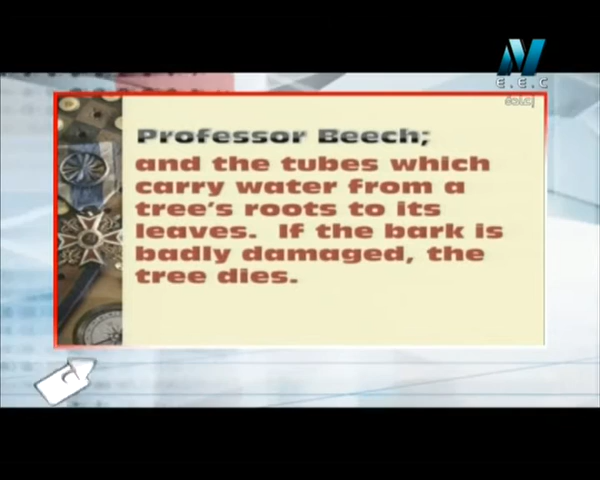 E.E.C
إعادة
Professor Beech;
and the tubes which
carry water from a
tree's roots to its
leaves. If the bark is
badly damaged, the
tree dies.